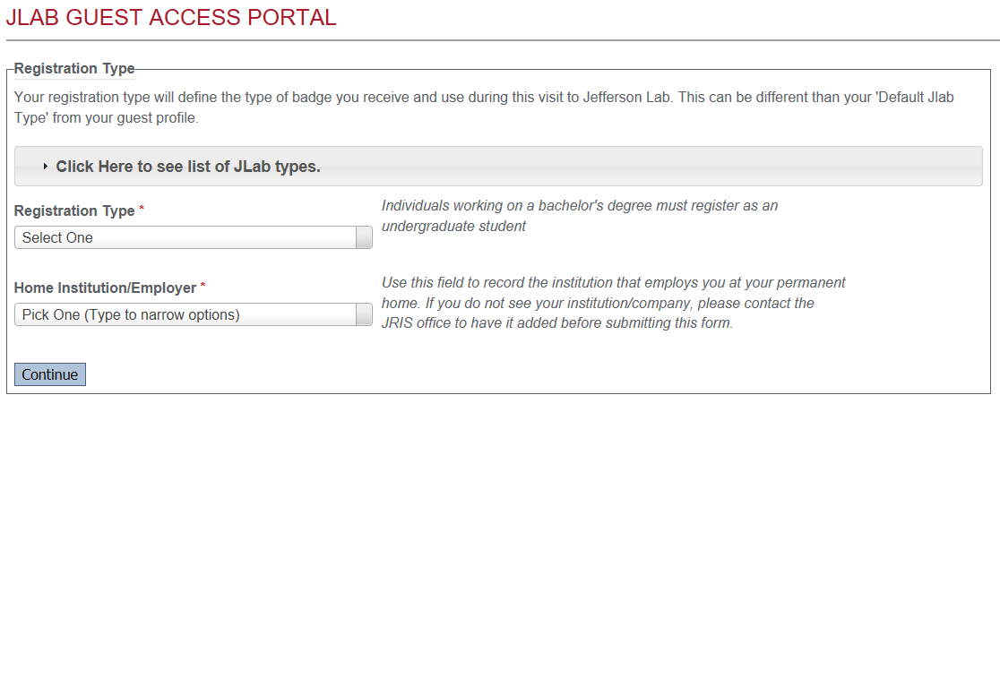 JLAB GUEST ACCESS PORTAL
Registration Type
Your registration type will define the type of badge you receive and use during this visit to Jefferson Lab. This can be different than your 'Default Jlab
Type' from your guest profile.
Click Here to see list of JLab types.
Registration Type *
Individuals working on a bachelor's degree must register as an
undergraduate student
Select One
Home Institution/Employer *
Use this field to record the institution that employs you at your permanent
home. If you do not see your institution/company, please contact the
JRIS office to have it added before submitting this form.
Pick One (Type to narrow options)
Continue